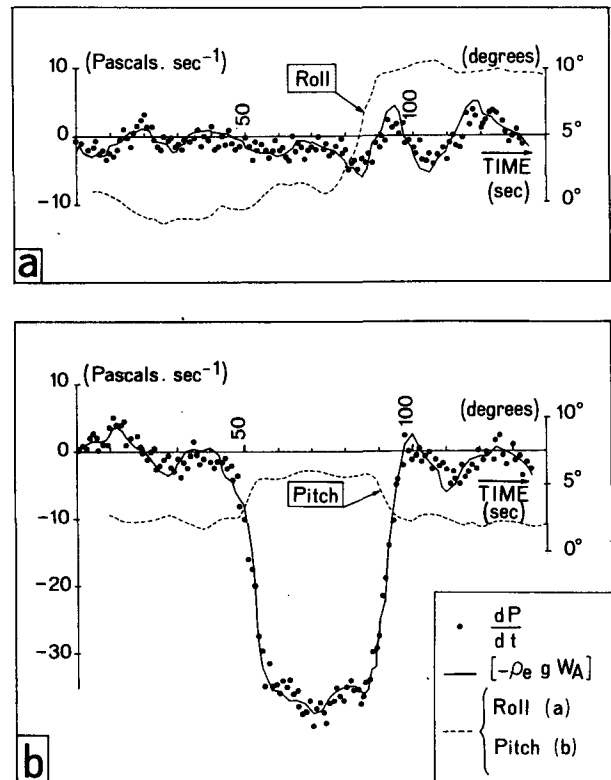 (Pascals. sec⁻¹)
(degrees)
10
10°
Roll
50
100
0
5°
TIME
(sec)
-10
0°
a
10
(Pascals. sec⁻¹)
100
(degrees)
10°
50
0
5°
Pitch
TIME
(sec)
-10
0°
-20
-30
dP
dt
[-ρe g WA]
Roll (a)
Pitch (b)
b